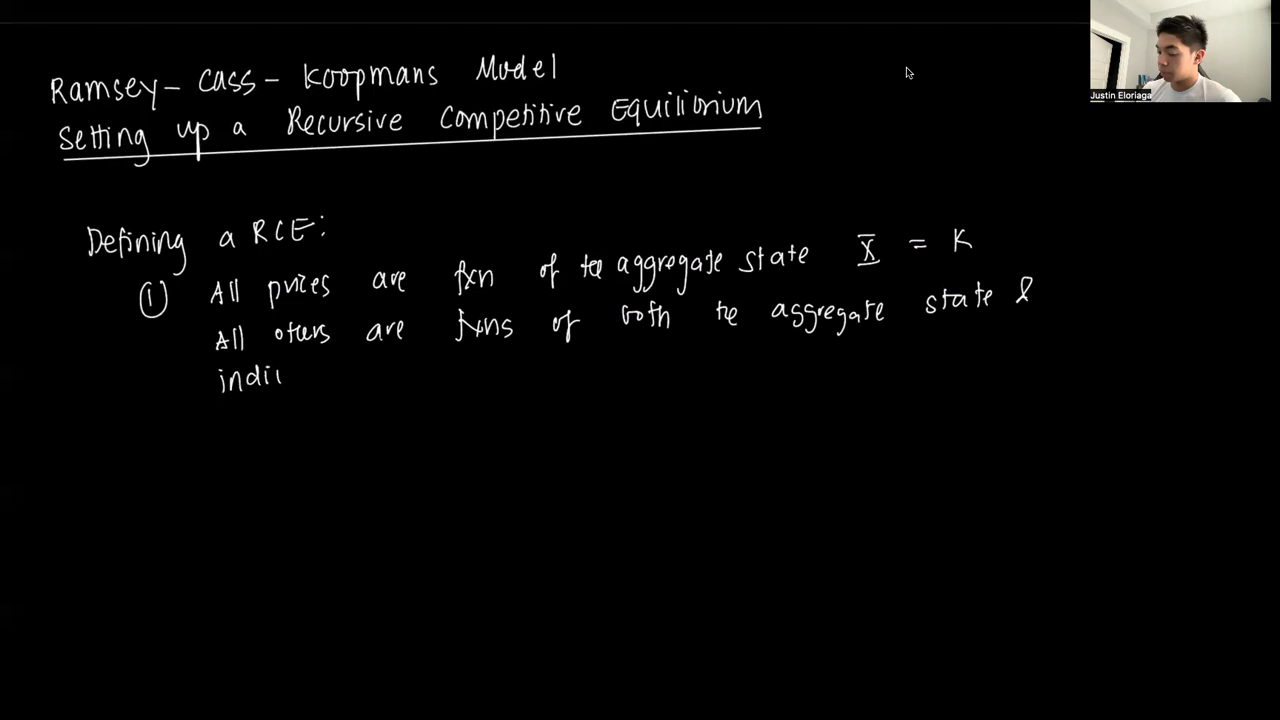 Ramsey - Cass - Koopmans Model
Setting up a Recursive Competitive Equilibrium
Defining a RCE:
① All prices are fxn of the aggregate state X = K
All others are fxns of both the aggregate state &
indiv
Justin Eloriaga